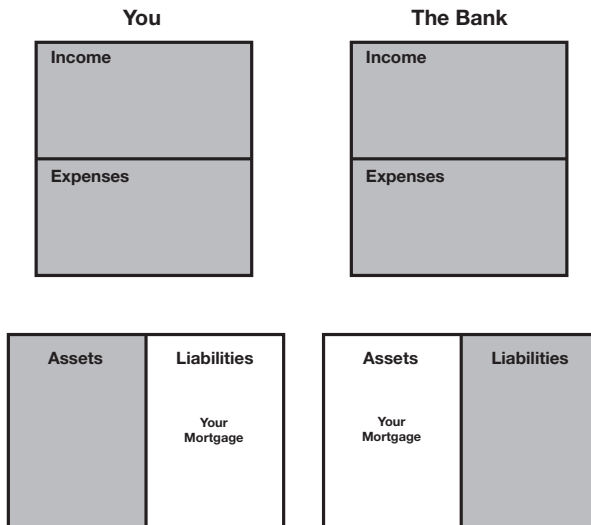 You
The Bank
Income
Income
Expenses
Expenses
Assets
Liabilities
Assets
Liabilities
Your
Mortgage
Your
Mortgage